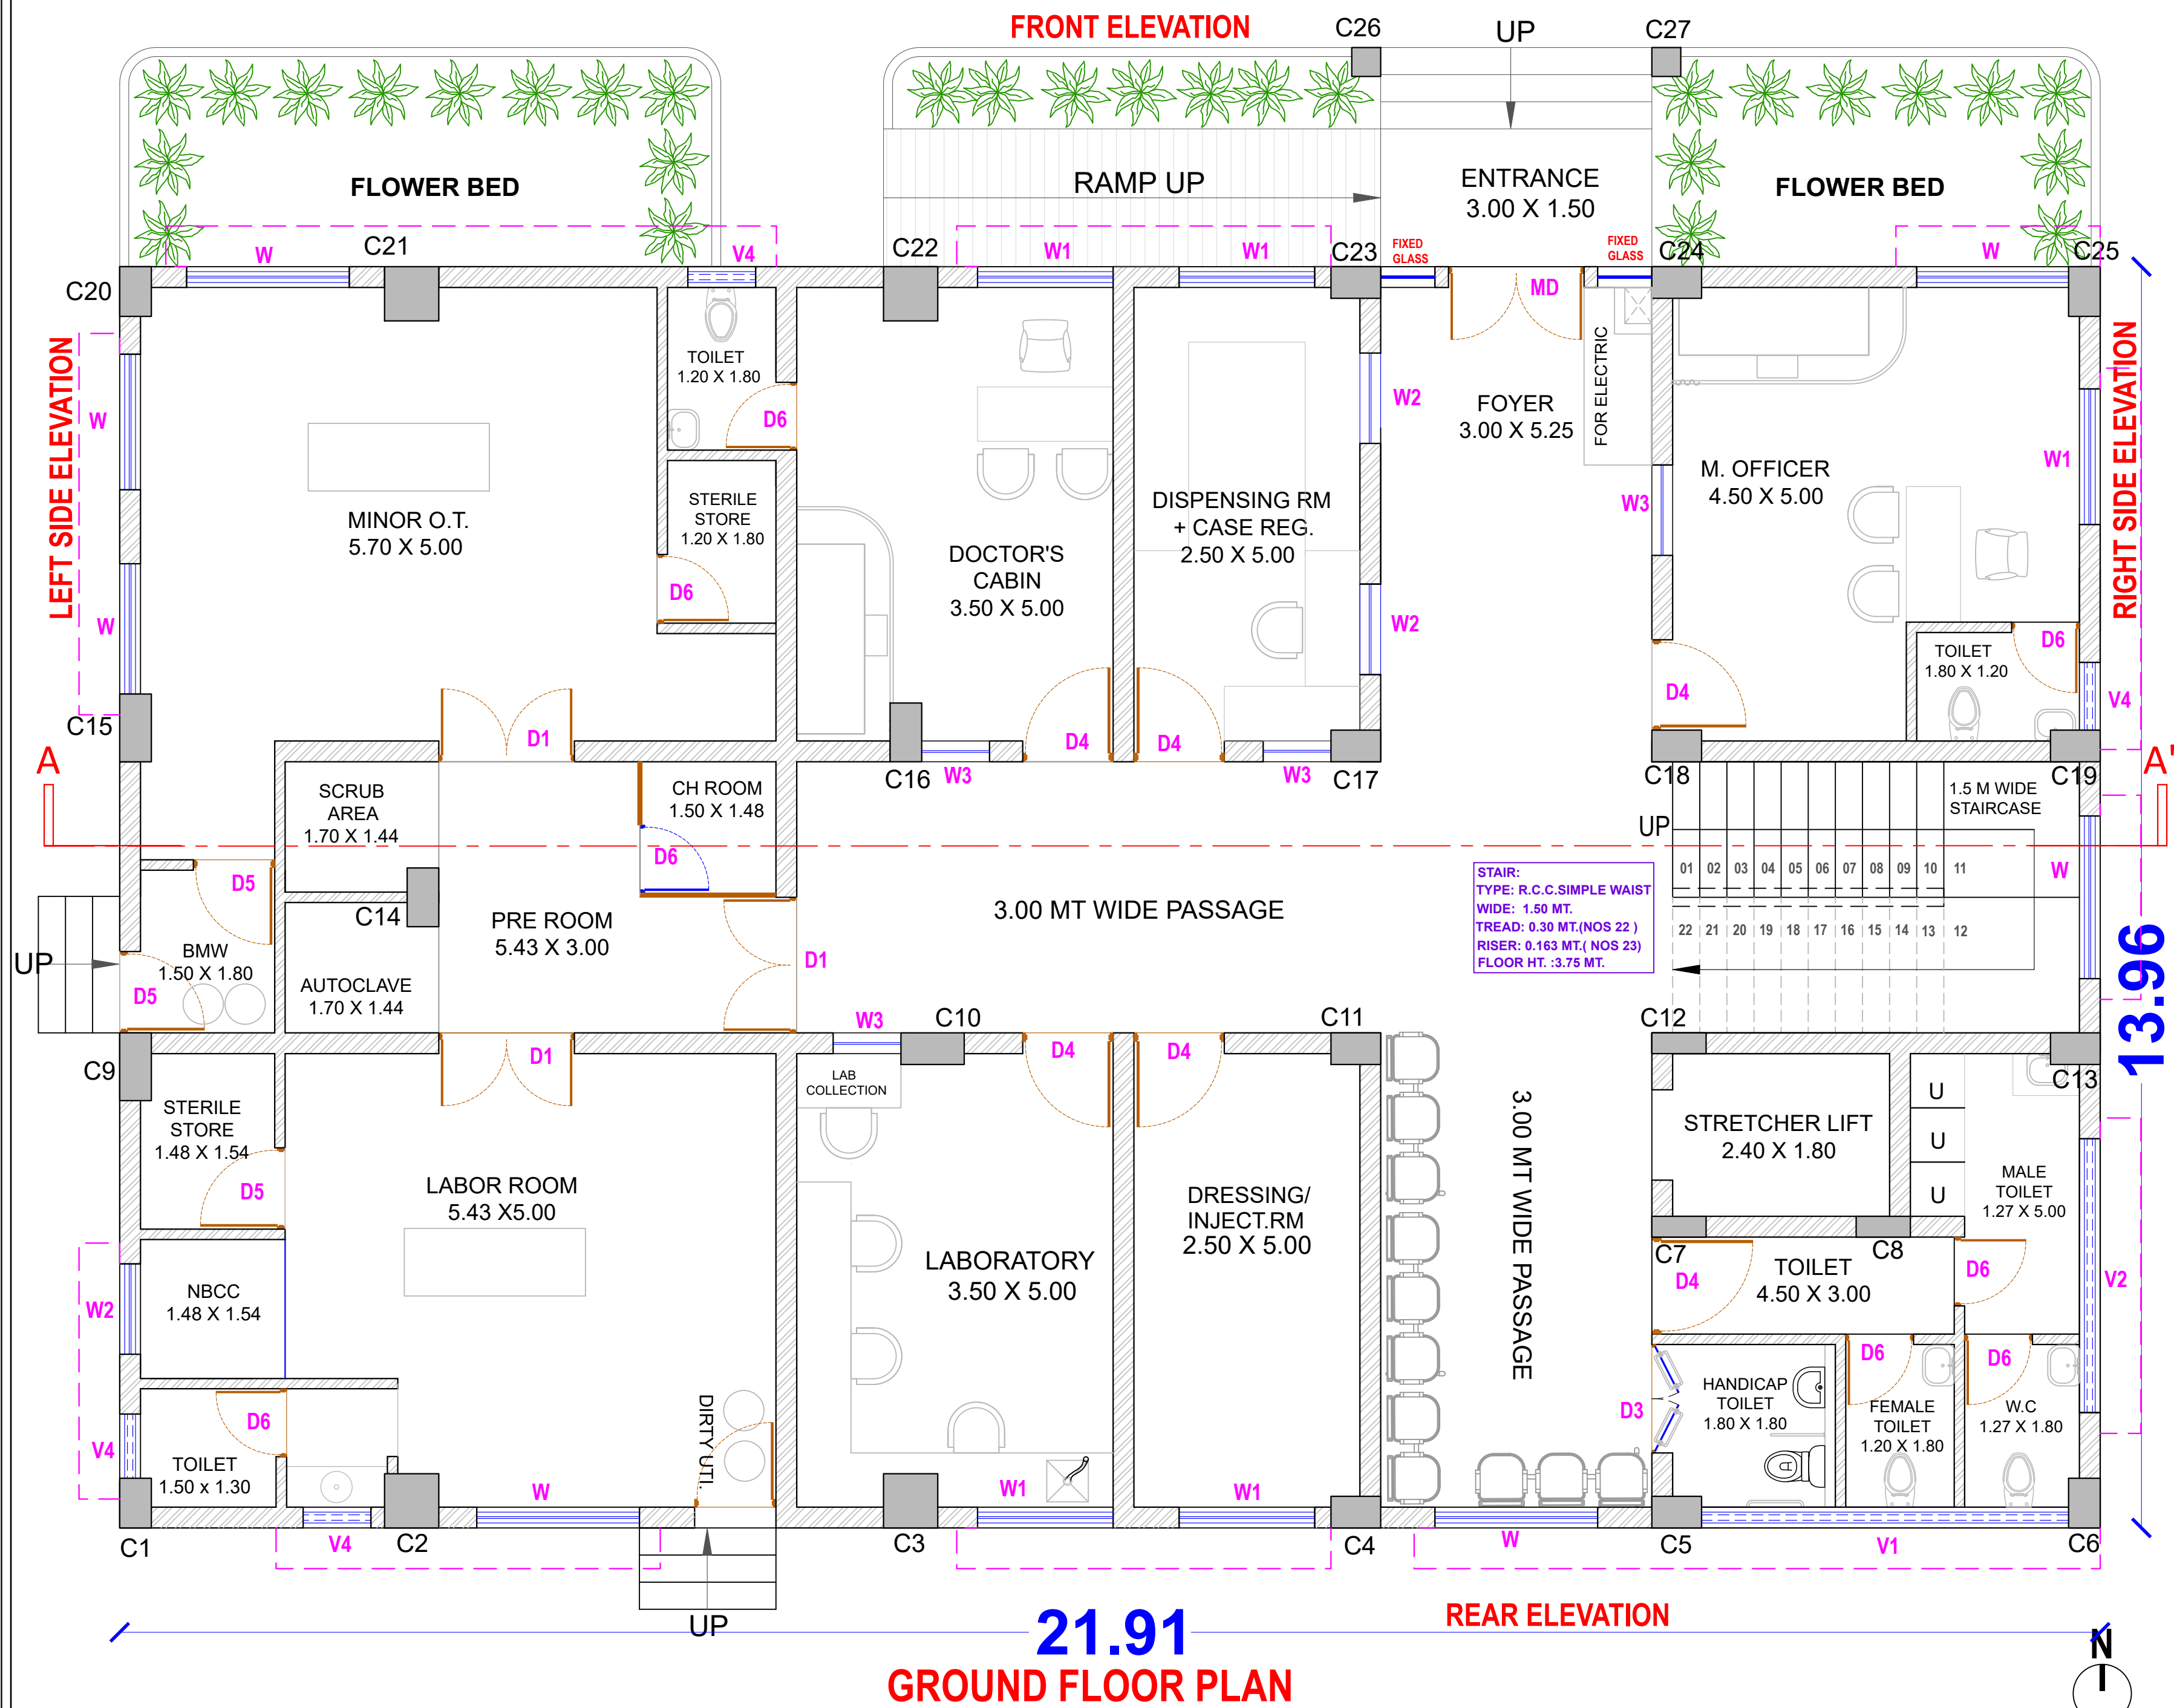 FRONT ELEVATION
C26
UP
C27
FLOWER BED
RAMP UP
ENTRANCE
3.00 X 1.50
FLOWER BED
W
C21
V4
C22
W1
W1
C23
FIXED
GLASS
FIXED
GLASS
C24
W
C25
C20
MD
LEFT SIDE ELEVATION
W
TOILET
1.20 X 1.80
D6
W2
FOYER
3.00 X 5.25
FOR ELECTRIC
M. OFFICER
4.50 X 5.00
W1
RIGHT SIDE ELEVATION
MINOR O.T.
5.70 X 5.00
STERILE
STORE
1.20 X 1.80
D6
DOCTOR'S
CABIN
3.50 X 5.00
DISPENSING RM
+ CASE REG.
2.50 X 5.00
W3
W
W2
TOILET
1.80 X 1.20
D6
D4
V4
C15
D1
D4
D4
A
C16
W3
W3
C17
C18
C19
A'
SCRUB
AREA
1.70 X 1.44
CH ROOM
1.50 X 1.48
D6
1.5 M WIDE
STAIRCASE
UP
01
02
03
04
05
06
07
08
09
10
11
W
22
21
20
19
18
17
16
15
14
13
12
STAIR:
TYPE: R.C.C.SIMPLE WAIST
WIDE: 1.50 MT.
TREAD: 0.30 MT.(NOS 22 )
RISER: 0.163 MT.( NOS 23)
FLOOR HT. :3.75 MT.
D5
C14
PRE ROOM
5.43 X 3.00
3.00 MT WIDE PASSAGE
UP
BMW
1.50 X 1.80
D5
AUTOCLAVE
1.70 X 1.44
D1
13.96
C9
D1
W3
C10
D4
D4
C11
C12
C13
LAB
COLLECTION
STERILE
STORE
1.48 X 1.54
D5
LABOR ROOM
5.43 X5.00
LABORATORY
3.50 X 5.00
DRESSING/
INJECT.RM
2.50 X 5.00
3.00 MT WIDE PASSAGE
STRETCHER LIFT
2.40 X 1.80
U
U
U
MALE
TOILET
1.27 X 5.00
C7
C8
D4
TOILET
4.50 X 3.00
D6
V2
W2
NBCC
1.48 X 1.54
D6
V4
TOILET
1.50 x 1.30
DIRTY UTI.
D3
HANDICAP
TOILET
1.80 X 1.80
D6
FEMALE
TOILET
1.20 X 1.80
D6
W.C
1.27 X 1.80
W
W1
W1
C1
V4
C2
C3
C4
W
C5
V1
C6
UP
21.91
REAR ELEVATION
GROUND FLOOR PLAN
N